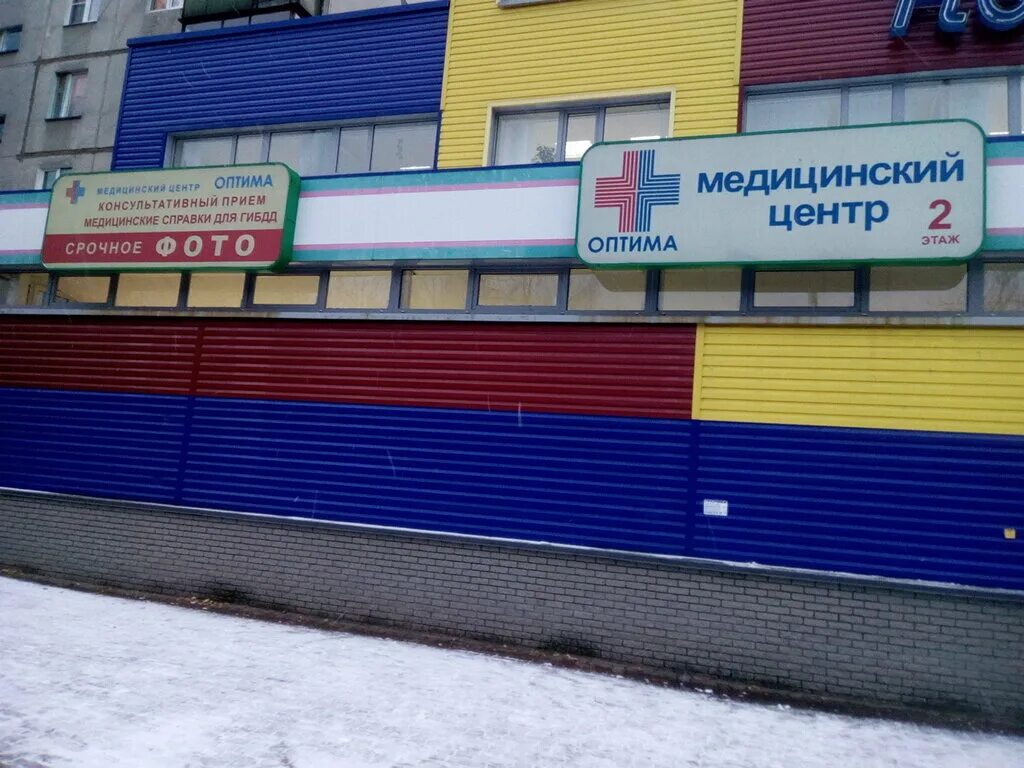 МЕДИЦИНСКИЙ ЦЕНТР ОПТИМА
КОНСУЛЬТАТИВНЫЙ ПРИЕМ
МЕДИЦИНСКИЕ СПРАВКИ ДЛЯ ГИБДД
СРОЧНОЕ ФОТО
ОПТИМА
МЕДИЦИНСКИЙ
ЦЕНТР
2
ЭТАЖ